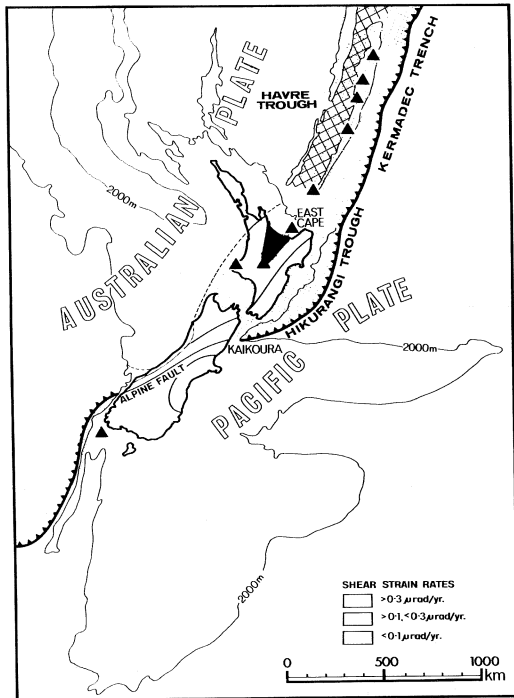 AUSTRALIAN PLATE
HAVRE
TROUGH
KERMADEC TRENCH
2000m
EAST
CAPE
HIKURANGI TROUGH
PACIFIC PLATE
KAIKOURA
2000m
ALPINE FAULT
2000m
SHEAR STRAIN RATES
>0·3 µrad/yr.
>0·1,<0·3µrad/yr.
<0·1µrad/yr.
0 500 1000
km